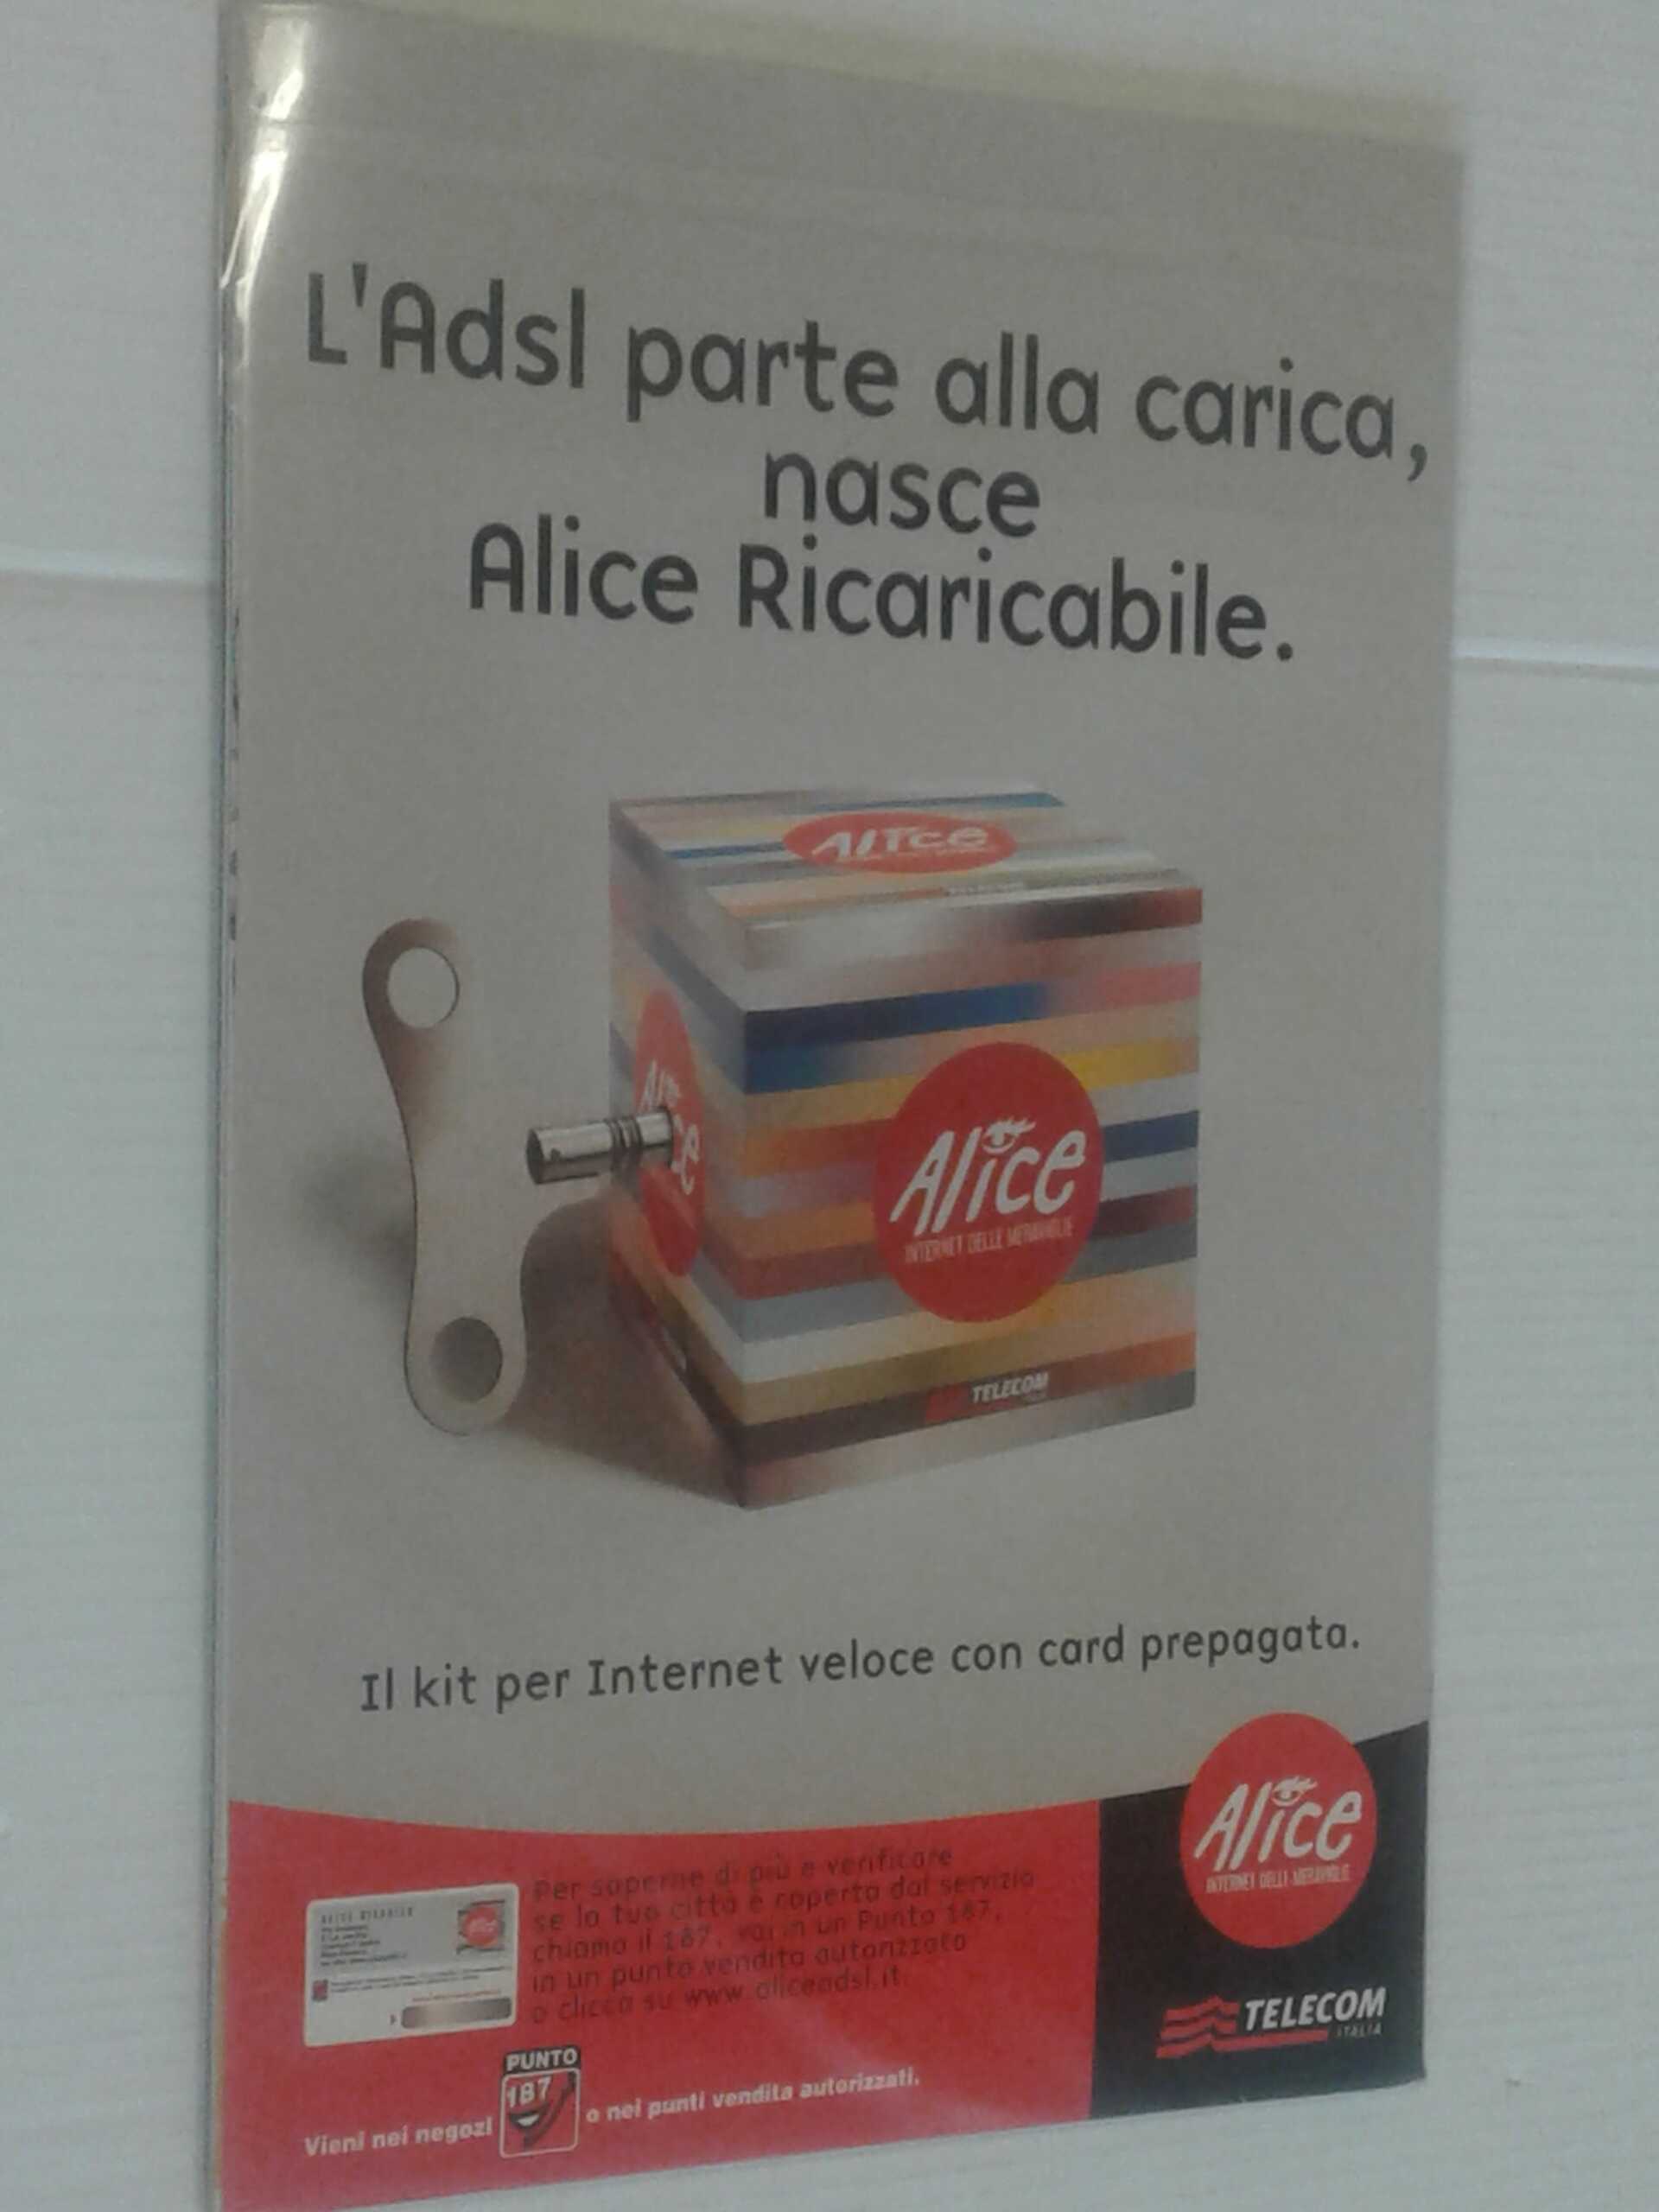 L'Adsl parte alla carica,
nasce
Alice Ricaricabile.
Alice
Alice
Alice
INTERNET DELLE MERAVIGLIE
TELECOM
Il kit per Internet veloce con card prepagata.
Alice
INTERNET DELLE MERAVIGLIE
Per saperne di più e verificare
se la tua città è coperta dal servizio
chiama il 187, vai in un Punto 187,
in un punto vendita autorizzato
o clicca su www.aliceadsl.it.
TELECOM
ITALIA
PUNTO
187
Vieni nei negozi
o nei punti vendita autorizzati.